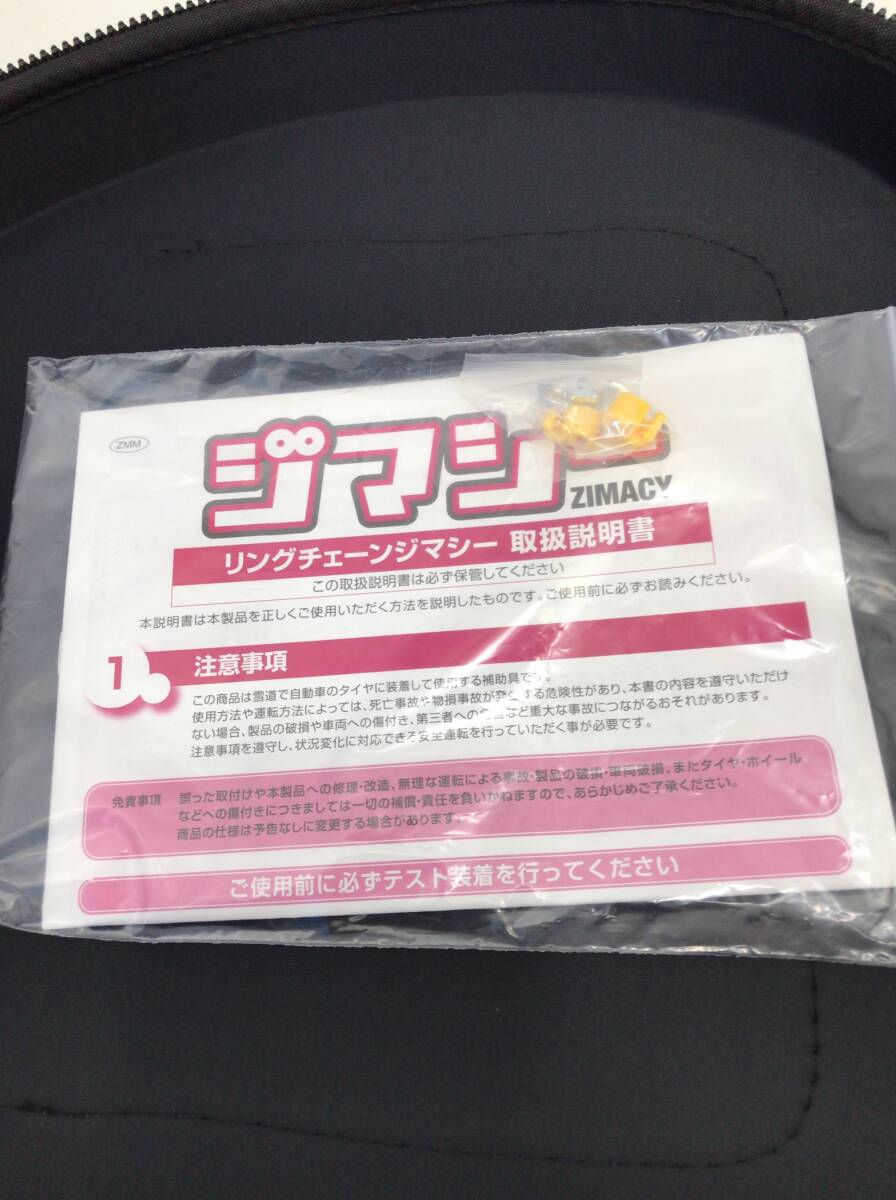 ZMM
ジマシー
ZIMACY
リングチェーンジマシー 取扱説明書
この取扱説明書は必ず保管してください
本説明書は本製品を正しくご使用いただく方法を説明したものです。ご使用前に必ずお読みください。
1 注意事項
この商品は雪道で自動車のタイヤに装着して使用する補助具です。
使用方法や運転方法によっては、死亡事故や物損事故が発生する危険性があり、本書の内容を遵守いただけ
ない場合、製品の破損や車両への傷付き、第三者への危害など重大な事故につながるおそれがあります。
注意事項を遵守し、状況変化に対応できる安全運転を行っていただく事が必要です。
免責事項 誤った取付けや本製品への修理・改造、無理な運転による事故・製品の破損・車両破損、またタイヤ・ホイール
などへの傷付きにつきましては一切の補償・責任を負いかねますので、あらかじめご了承ください。
商品の仕様は予告なしに変更する場合があります。
ご使用前に必ずテスト装着を行ってください